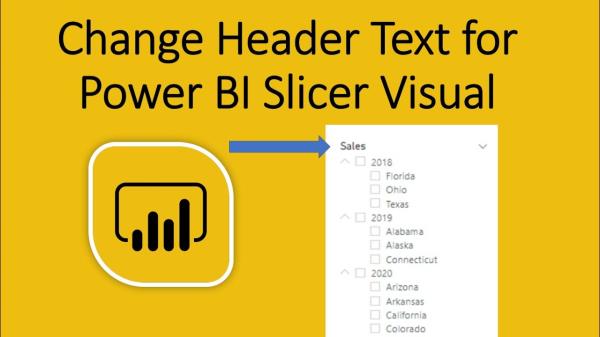 Change Header Text for
Power BI Slicer Visual
Sales
2018
Florida
Ohio
Texas
2019
Alabama
Alaska
Connecticut
2020
Arizona
Arkansas
California
Colorado